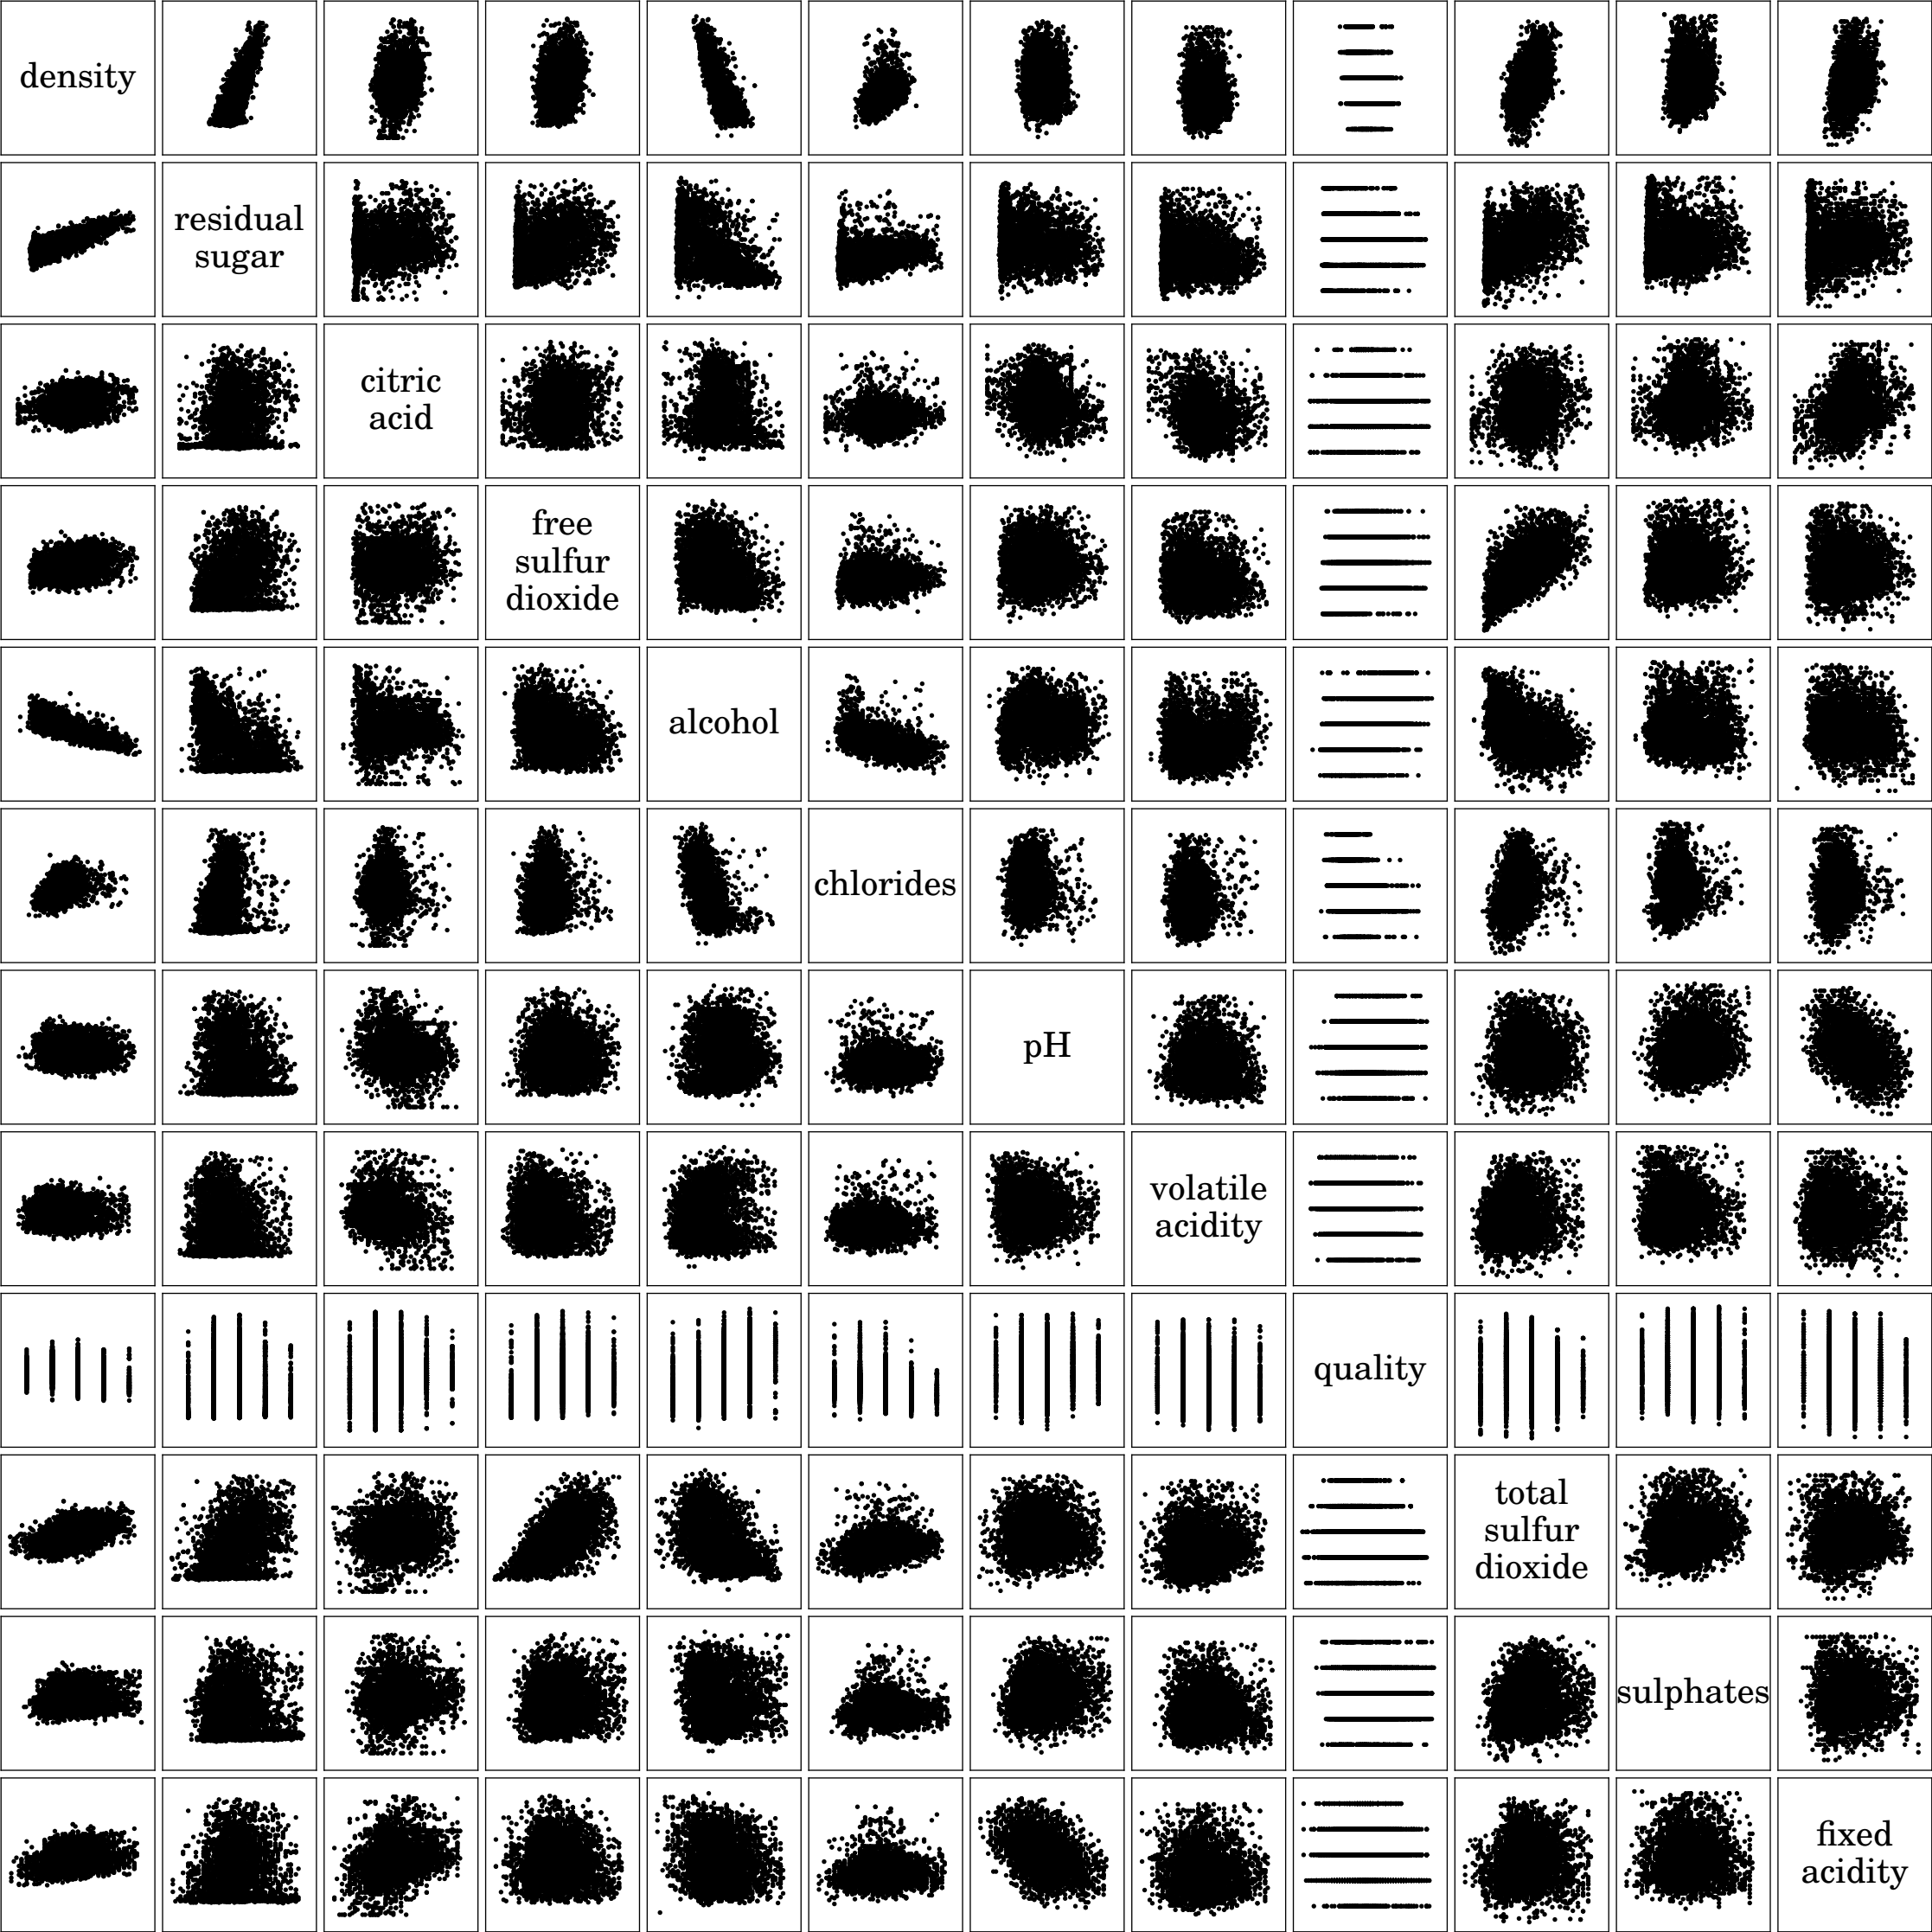 density
residual
sugar
citric
acid
free
sulfur
dioxide
alcohol
chlorides
pH
volatile
acidity
quality
total
sulfur
dioxide
sulphates
fixed
acidity